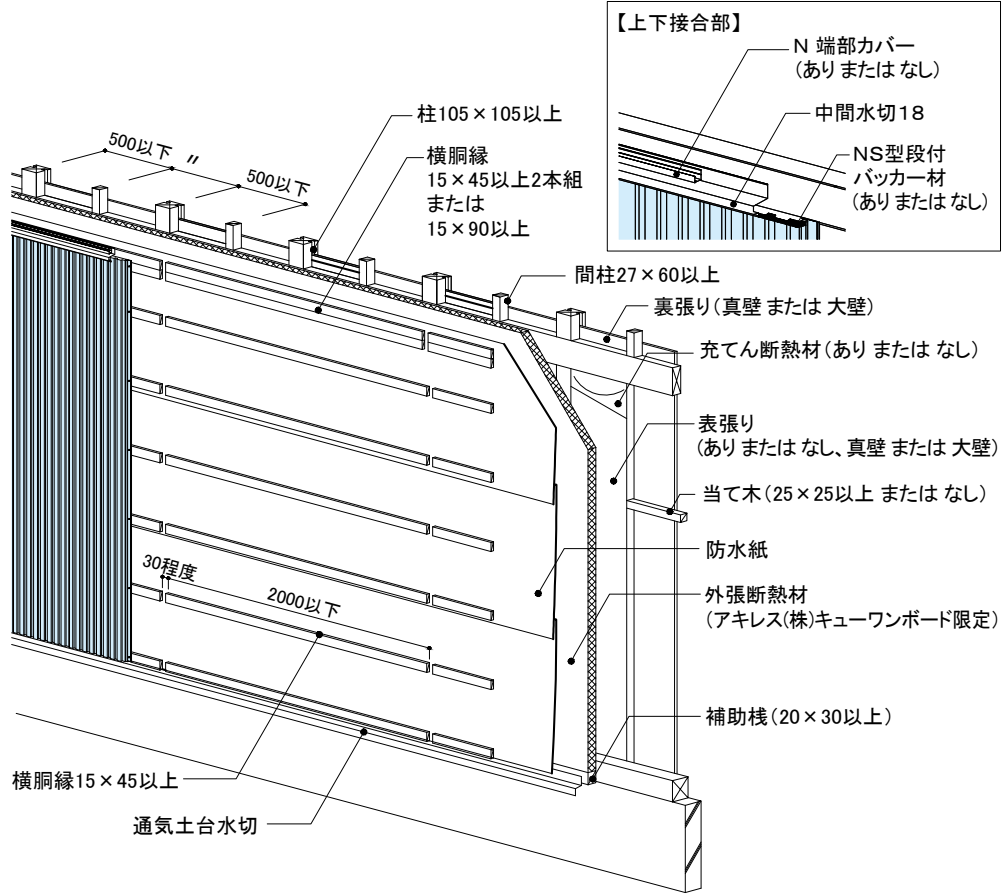 【上下接合部】
N 端部カバー
(あり または なし)
中間水切18
NS型段付
バッカー材
(あり または なし)
柱105×105以上
500以下
〃
500以下
横胴縁
15×45以上2本組
または
15×90以上
間柱27×60以上
裏張り(真壁 または 大壁)
充てん断熱材(あり または なし)
表張り
(あり または なし、真壁 または 大壁)
当て木(25×25以上 または なし)
防水紙
30程度
2000以下
外張断熱材
(アキレス(株)キューワンボード限定)
補助桟(20×30以上)
横胴縁15×45以上
通気土台水切